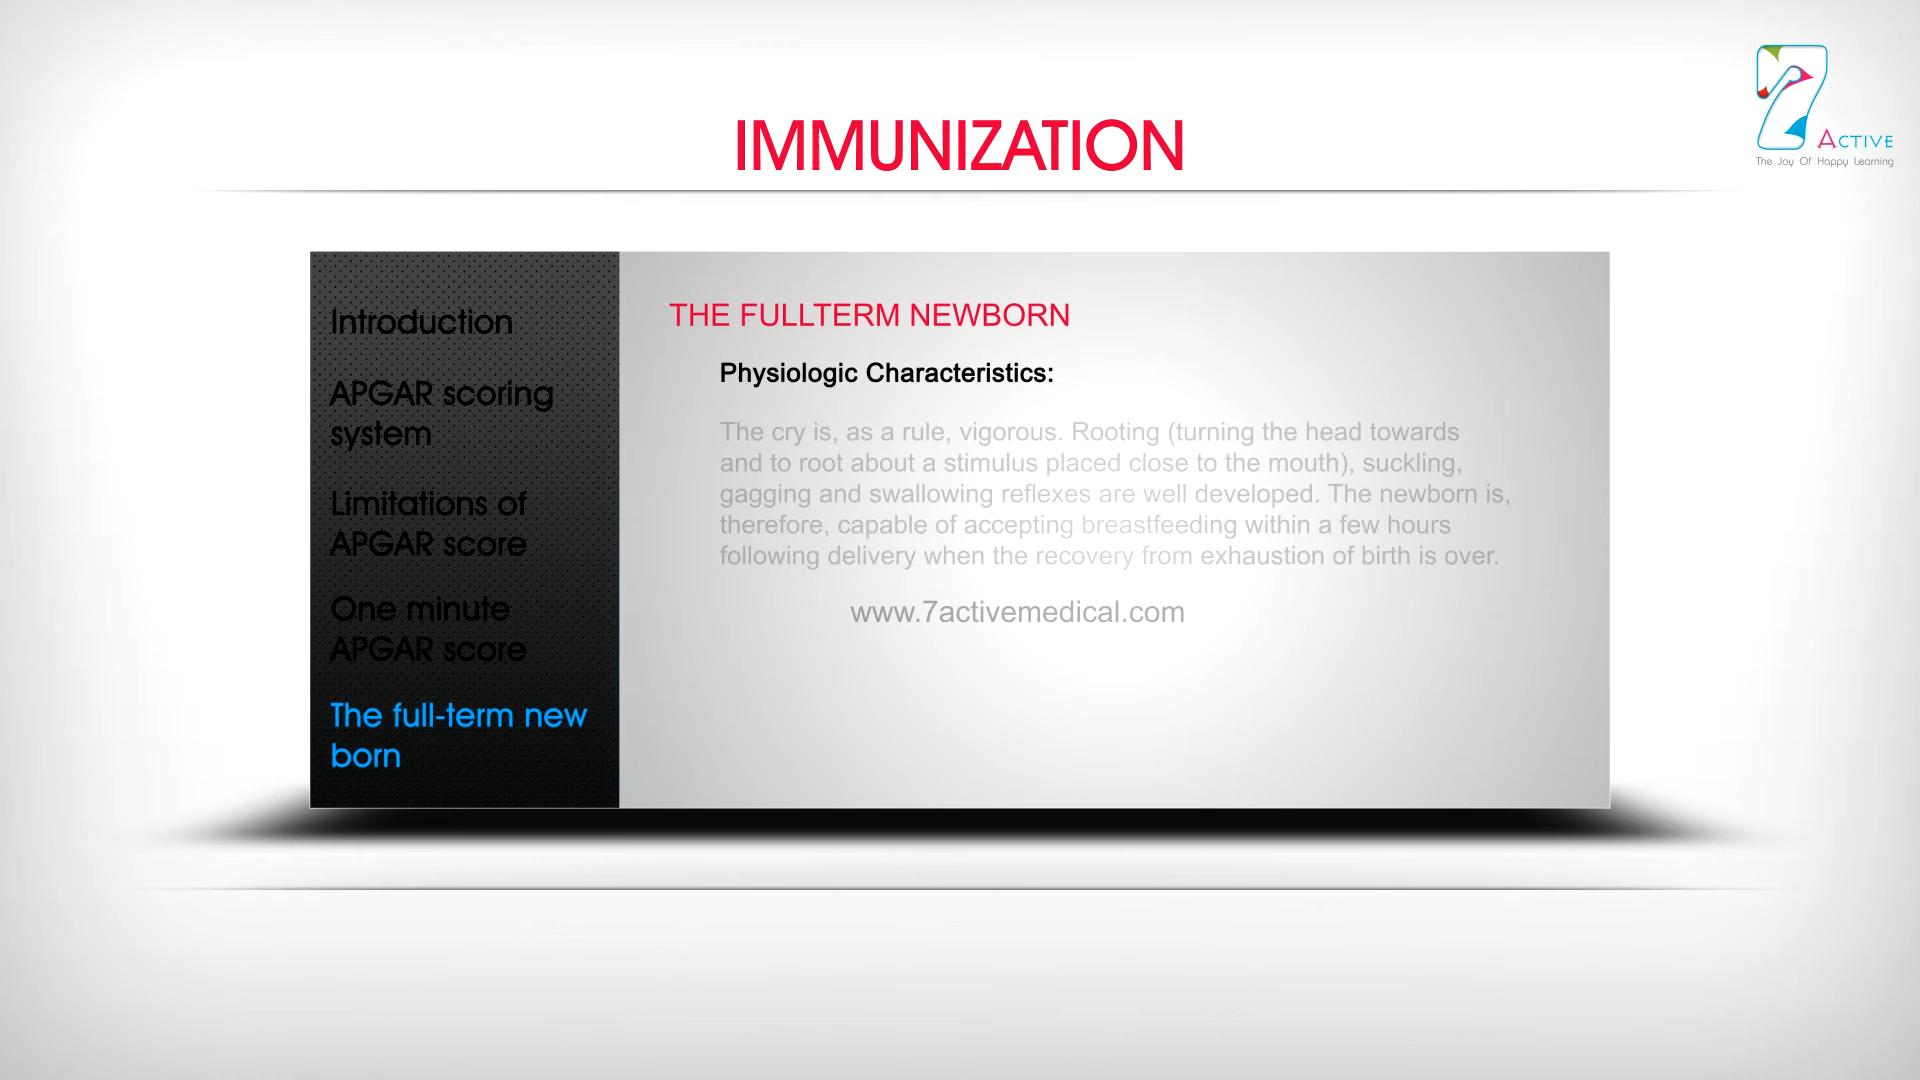 IMMUNIZATION
7
ACTIVE
The Joy Of Happy Learning
Introduction
APGAR scoring
system
Limitations of
APGAR score
One minute
APGAR score
The full-term new
born
THE FULLTERM NEWBORN
Physiologic Characteristics:
The cry is, as a rule, vigorous. Rooting (turning the head towards
and to root about a stimulus placed close to the mouth), suckling,
gagging and swallowing reflexes are well developed. The newborn is,
therefore, capable of accepting breastfeeding within a few hours
following delivery when the recovery from exhaustion of birth is over.
www.7activemedical.com